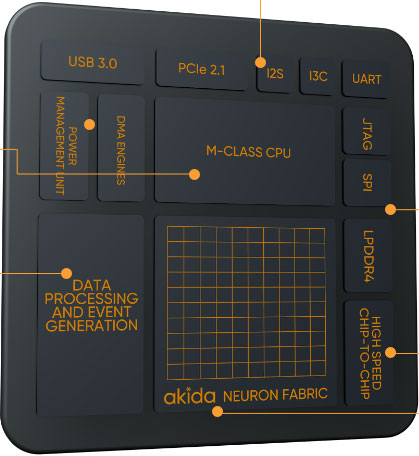 USB 3.0
PCIe 2.1
I2S
I3C
UART
POWER
MANAGEMENT UNIT
DMA ENGINES
M-CLASS CPU
JTAG
SPI
LPDDR4
DATA
PROCESSING
AND EVENT
GENERATION
akida NEURON FABRIC
HIGH SPEED
CHIP-TO-CHIP